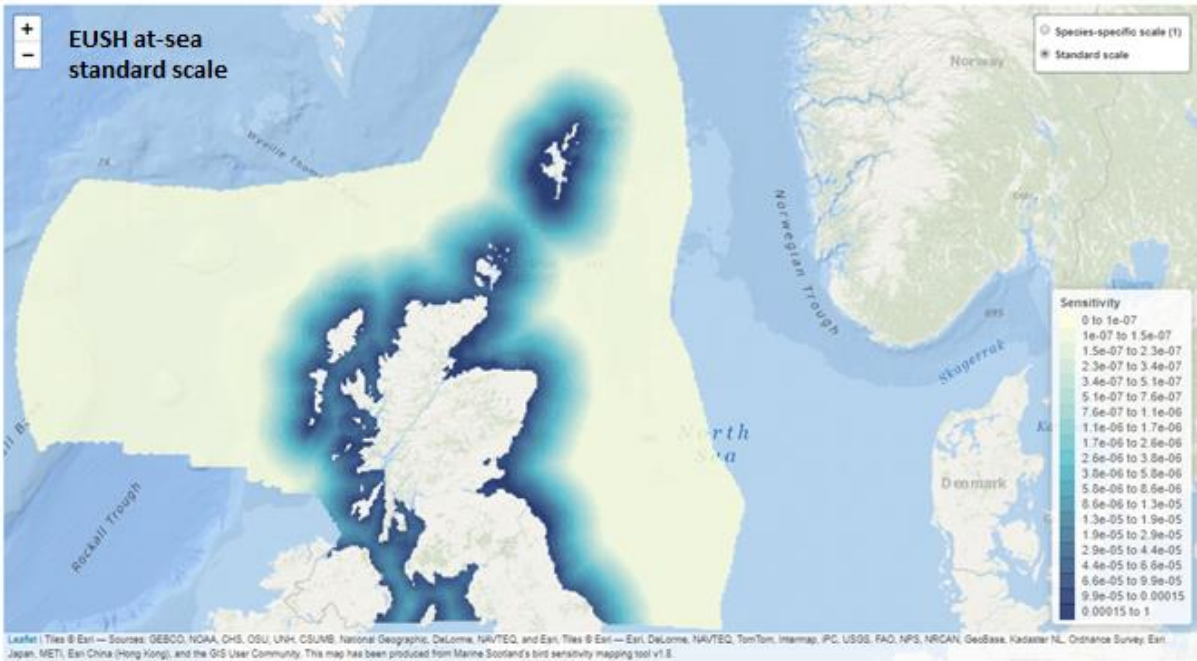 +
−
EUSH at-sea
standard scale
Species-specific scale (1)
Standard scale
Norway
Norwegian Trough
Skagerrak
North
Sea
Denmark
Rockall Trough
Sensitivity
0 to 1e-07
1e-07 to 1.5e-07
1.5e-07 to 2.3e-07
2.3e-07 to 3.4e-07
3.4e-07 to 5.1e-07
5.1e-07 to 7.6e-07
7.6e-07 to 1.1e-06
1.1e-06 to 1.7e-06
1.7e-06 to 2.6e-06
2.6e-06 to 3.8e-06
3.8e-06 to 5.8e-06
5.8e-06 to 8.6e-06
8.6e-06 to 1.3e-05
1.3e-05 to 1.9e-05
1.9e-05 to 2.9e-05
2.9e-05 to 4.4e-05
4.4e-05 to 6.6e-05
6.6e-05 to 9.9e-05
9.9e-05 to 0.00015
0.00015 to 1
Leaflet | Tiles © Esri — Sources: GEBCO, NOAA, CHS, OSU, UNH, CSUMB, National Geographic, DeLorme, NAVTEQ, and Esri, Tiles © Esri — Esri, DeLorme, NAVTEQ, TomTom, Intermap, iPC, USGS, FAO, NPS, NRCAN, GeoBase, Kadaster NL, Ordnance Survey, Esri
Japan, METI, Esri China (Hong Kong), and the GIS User Community. This map has been produced from Marine Scotland's bird sensitivity mapping tool v1.8.